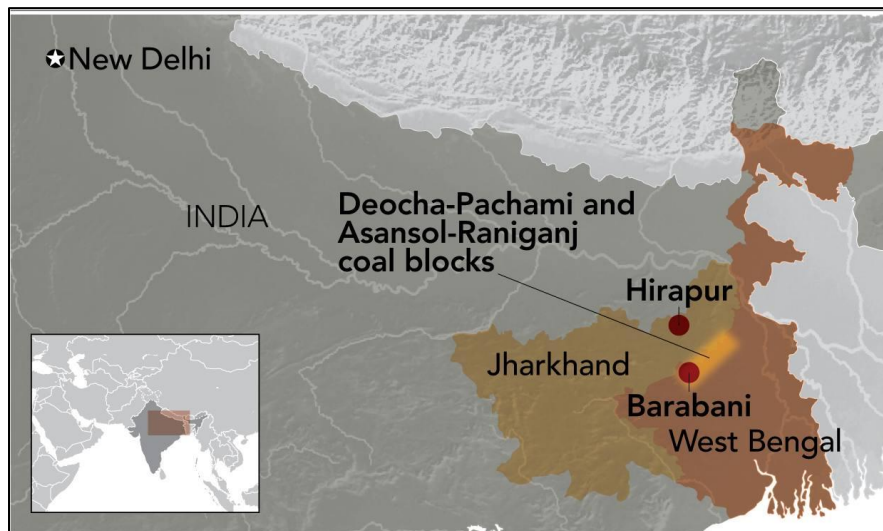 New Delhi
INDIA
Deocha-Pachami and
Asansol-Raniganj
coal blocks
Hirapur
Jharkhand
Barabani
West Bengal